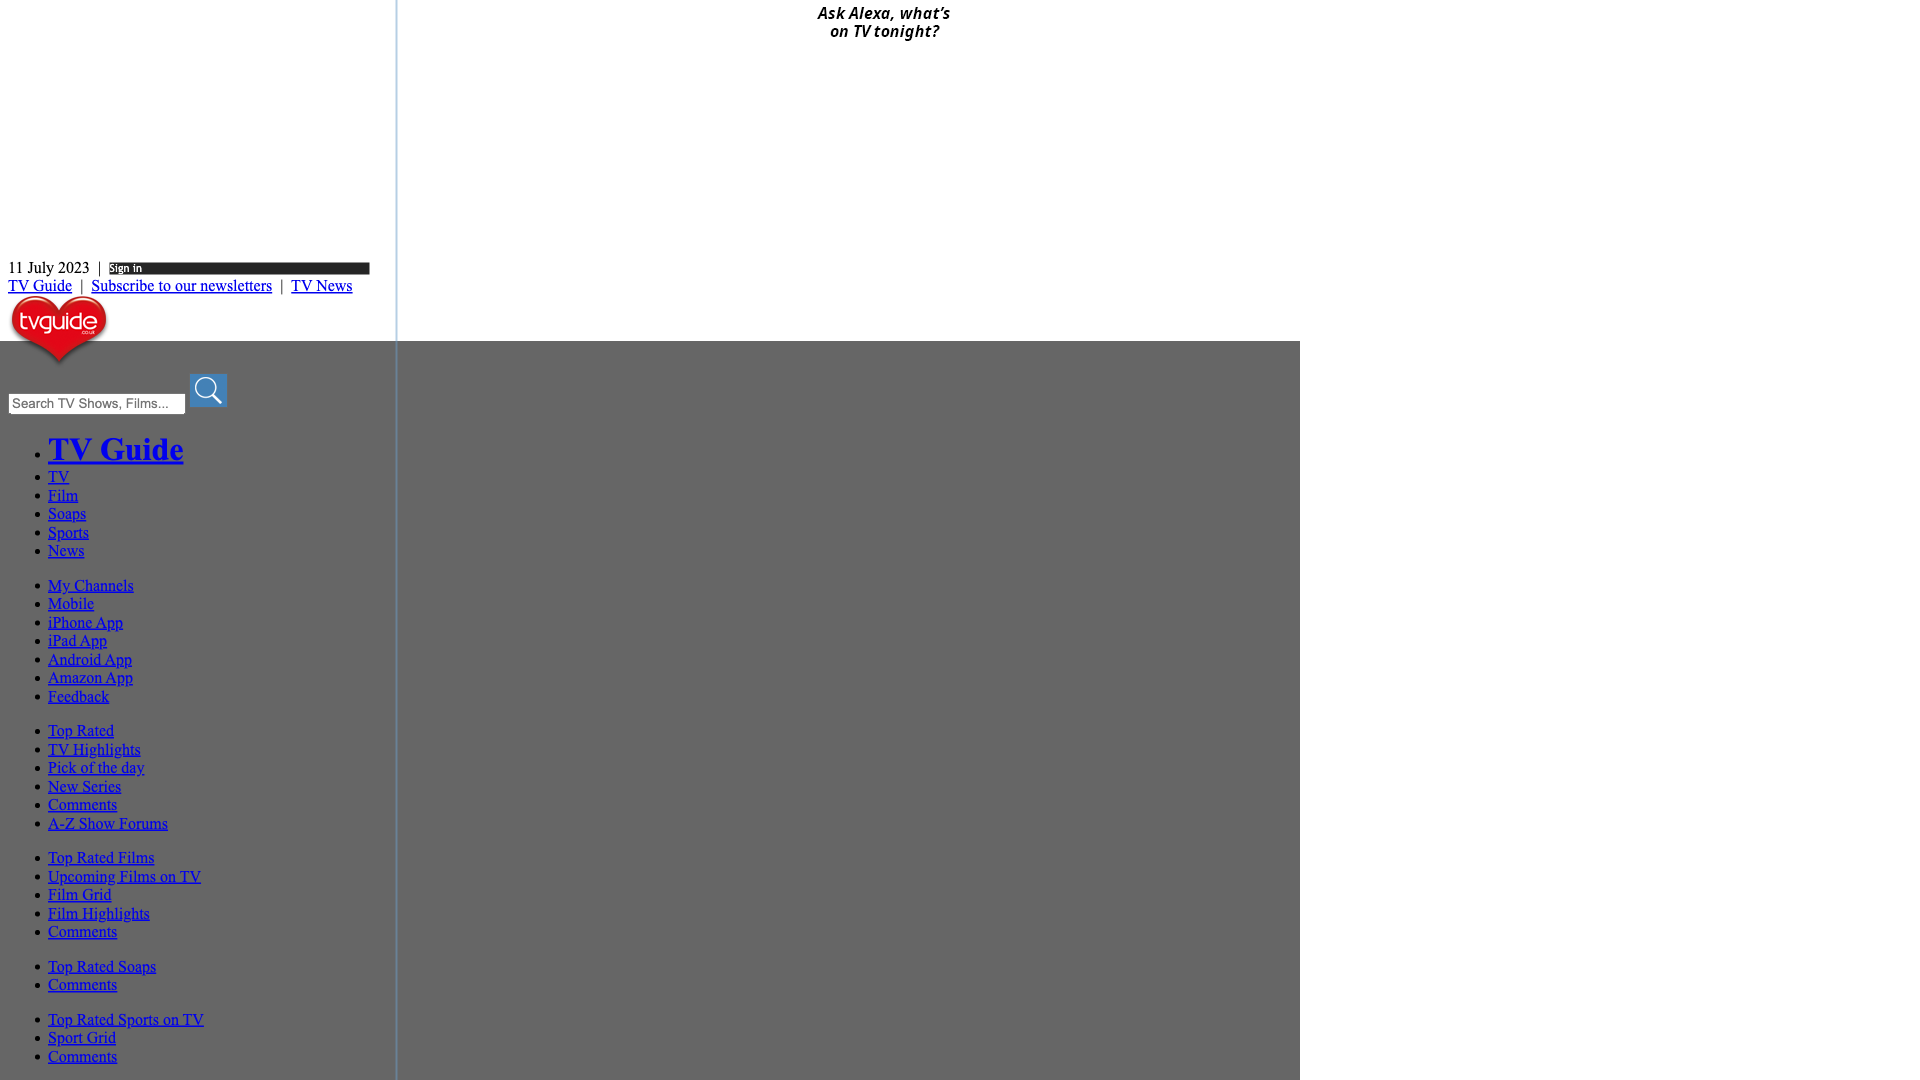 Ask Alexa, what's
on TV tonight?
11 July 2023 | Sign in
TV Guide | Subscribe to our newsletters | TV News
tvguide
.co.uk
Search TV Shows, Films...
TV Guide
TV
Film
Soaps
Sports
News
My Channels
Mobile
iPhone App
iPad App
Android App
Amazon App
Feedback
Top Rated
TV Highlights
Pick of the day
New Series
Comments
A-Z Show Forums
Top Rated Films
Upcoming Films on TV
Film Grid
Film Highlights
Comments
Top Rated Soaps
Comments
Top Rated Sports on TV
Sport Grid
Comments